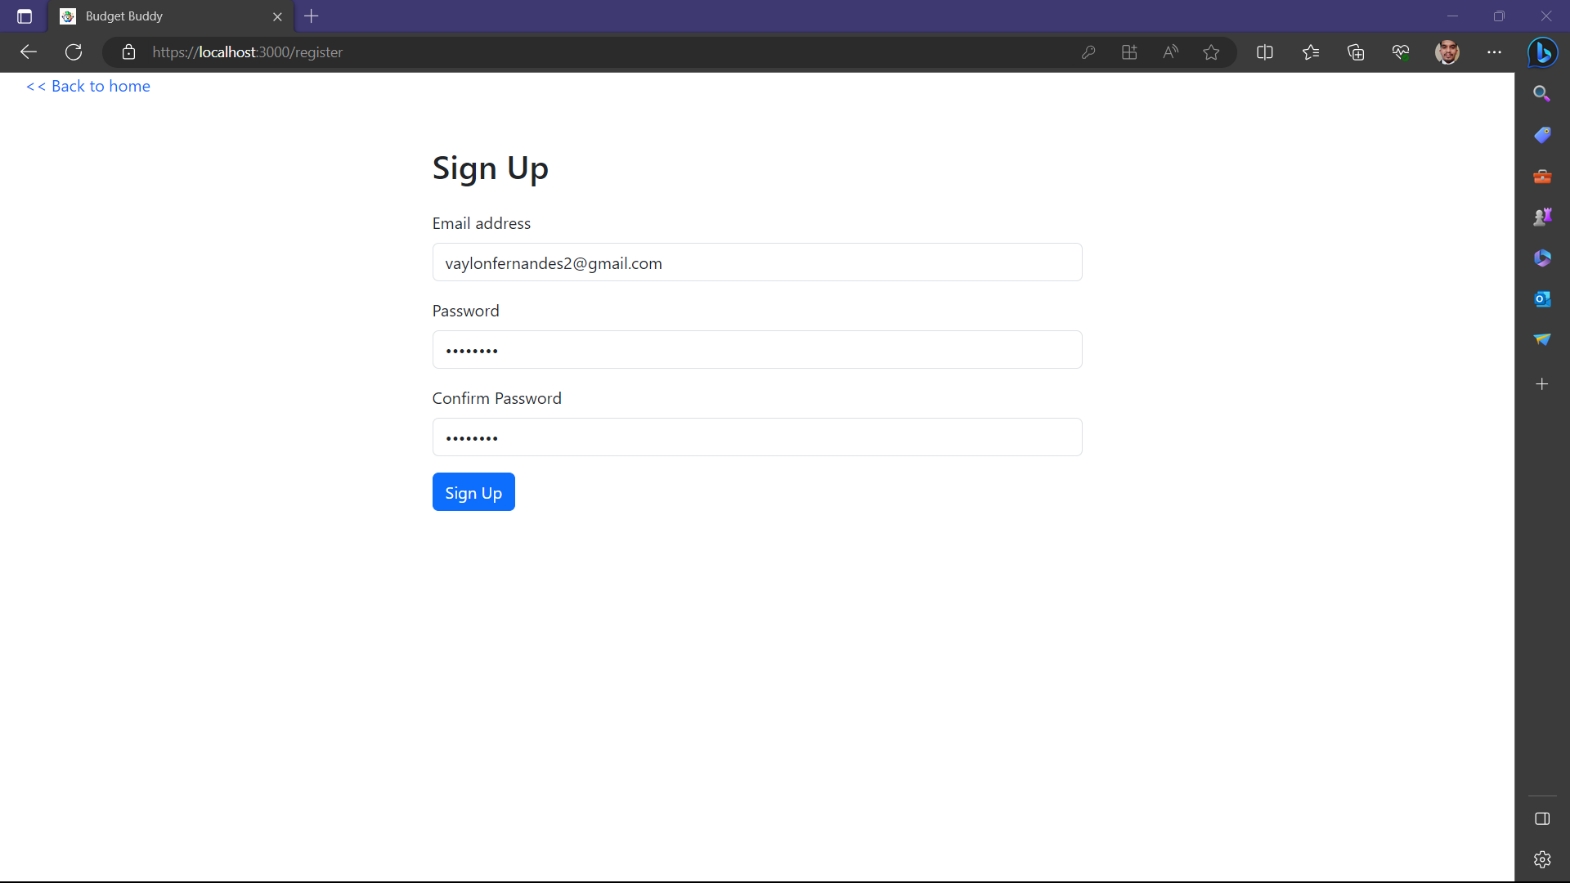 Budget Buddy
https://localhost:3000/register
<< Back to home
Sign Up
Email address
vaylonfernandes2@gmail.com
Password
••••••••
Confirm Password
••••••••
Sign Up